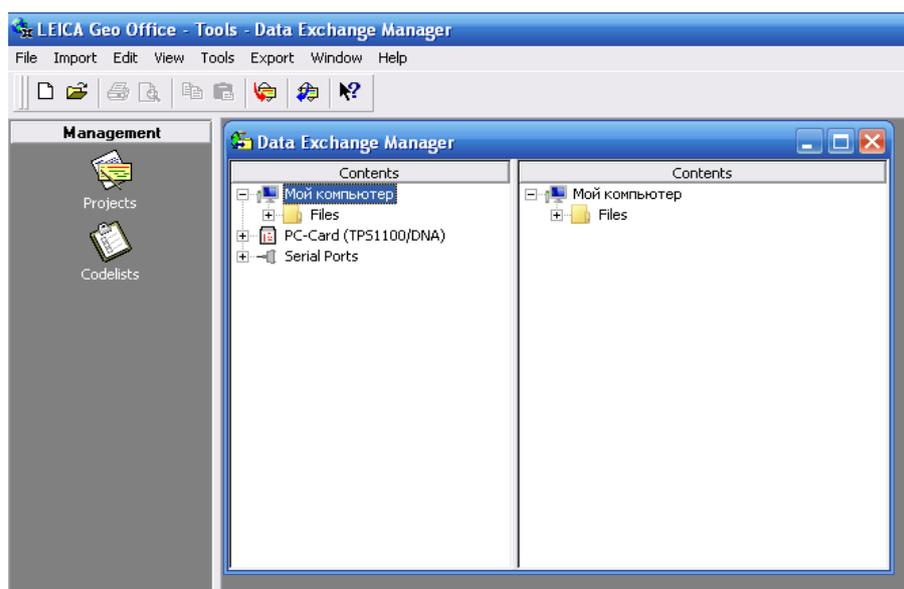 LEICA Geo Office - Tools - Data Exchange Manager
File Import Edit View Tools Export Window Help
Management
Projects
Codelists
Data Exchange Manager
Contents
Мой компьютер
Files
PC-Card (TPS1100/DNA)
Serial Ports
Contents
Мой компьютер
Files